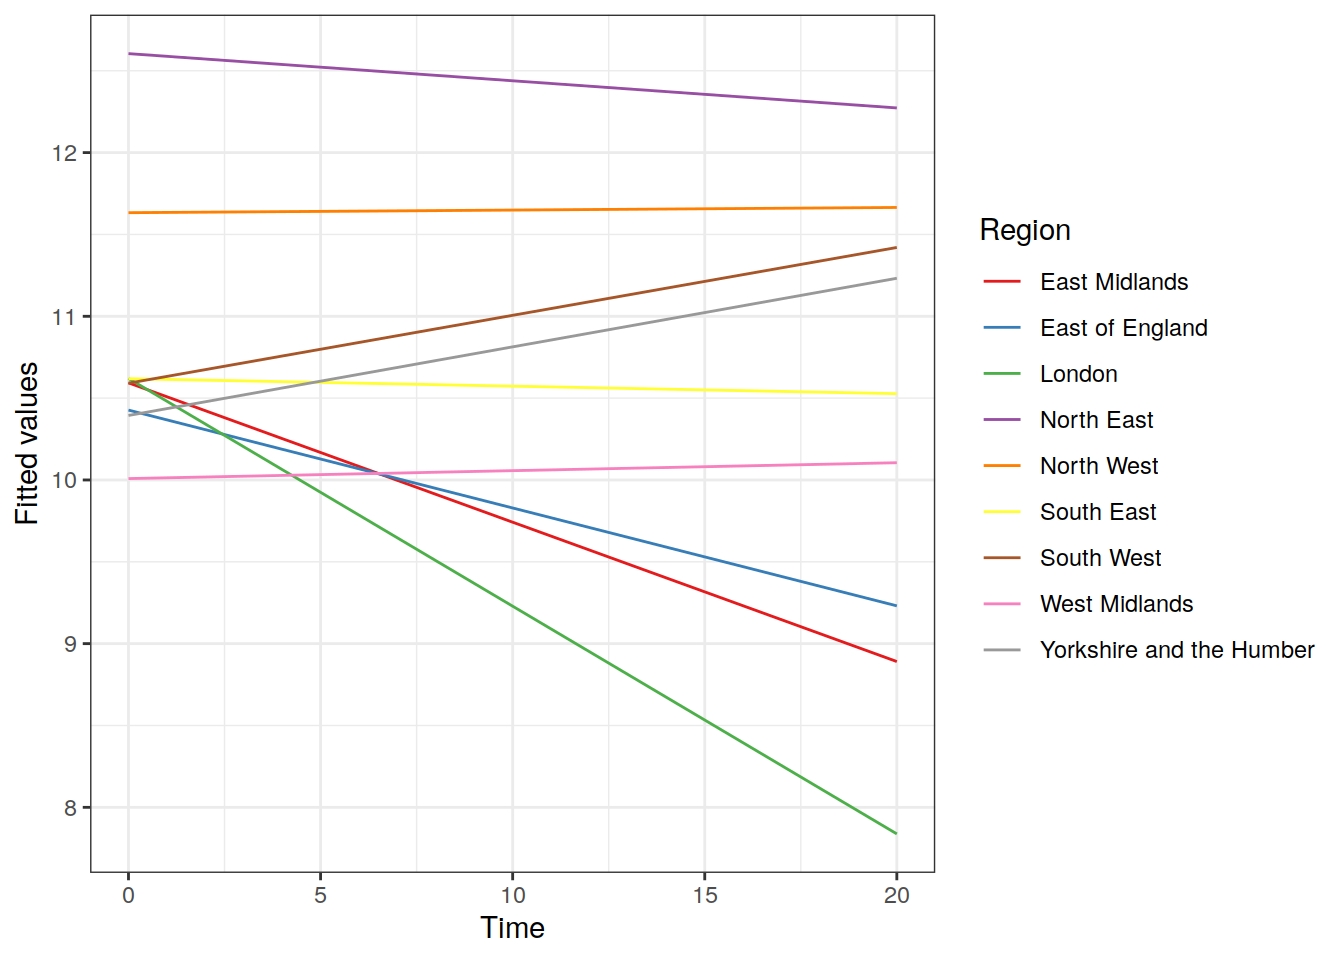 Fitted values
12
11
10
9
8
0 5 10 15 20
Time
Region
East Midlands
East of England
London
North East
North West
South East
South West
West Midlands
Yorkshire and the Humber